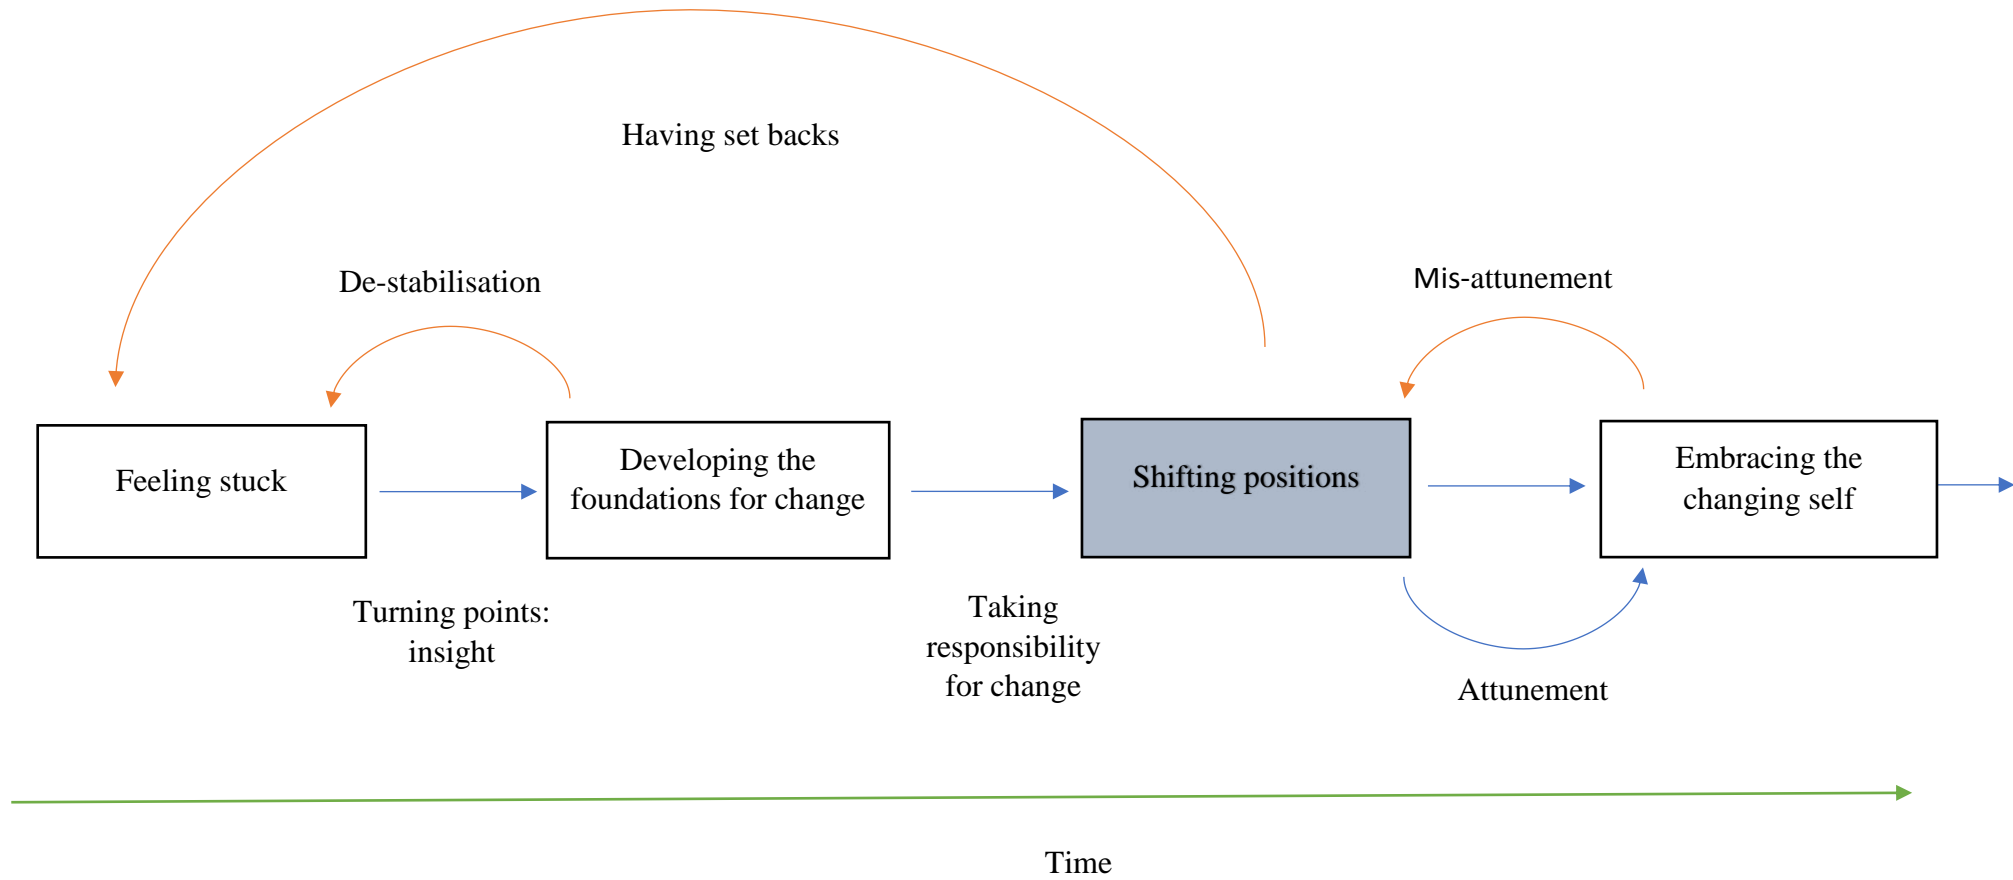 Having set backs
De-stabilisation
Mis-attunement
Feeling stuck
Developing the
foundations for change
Shifting positions
Embracing the
changing self
Turning points:
insight
Taking
responsibility
for change
Attunement
Time